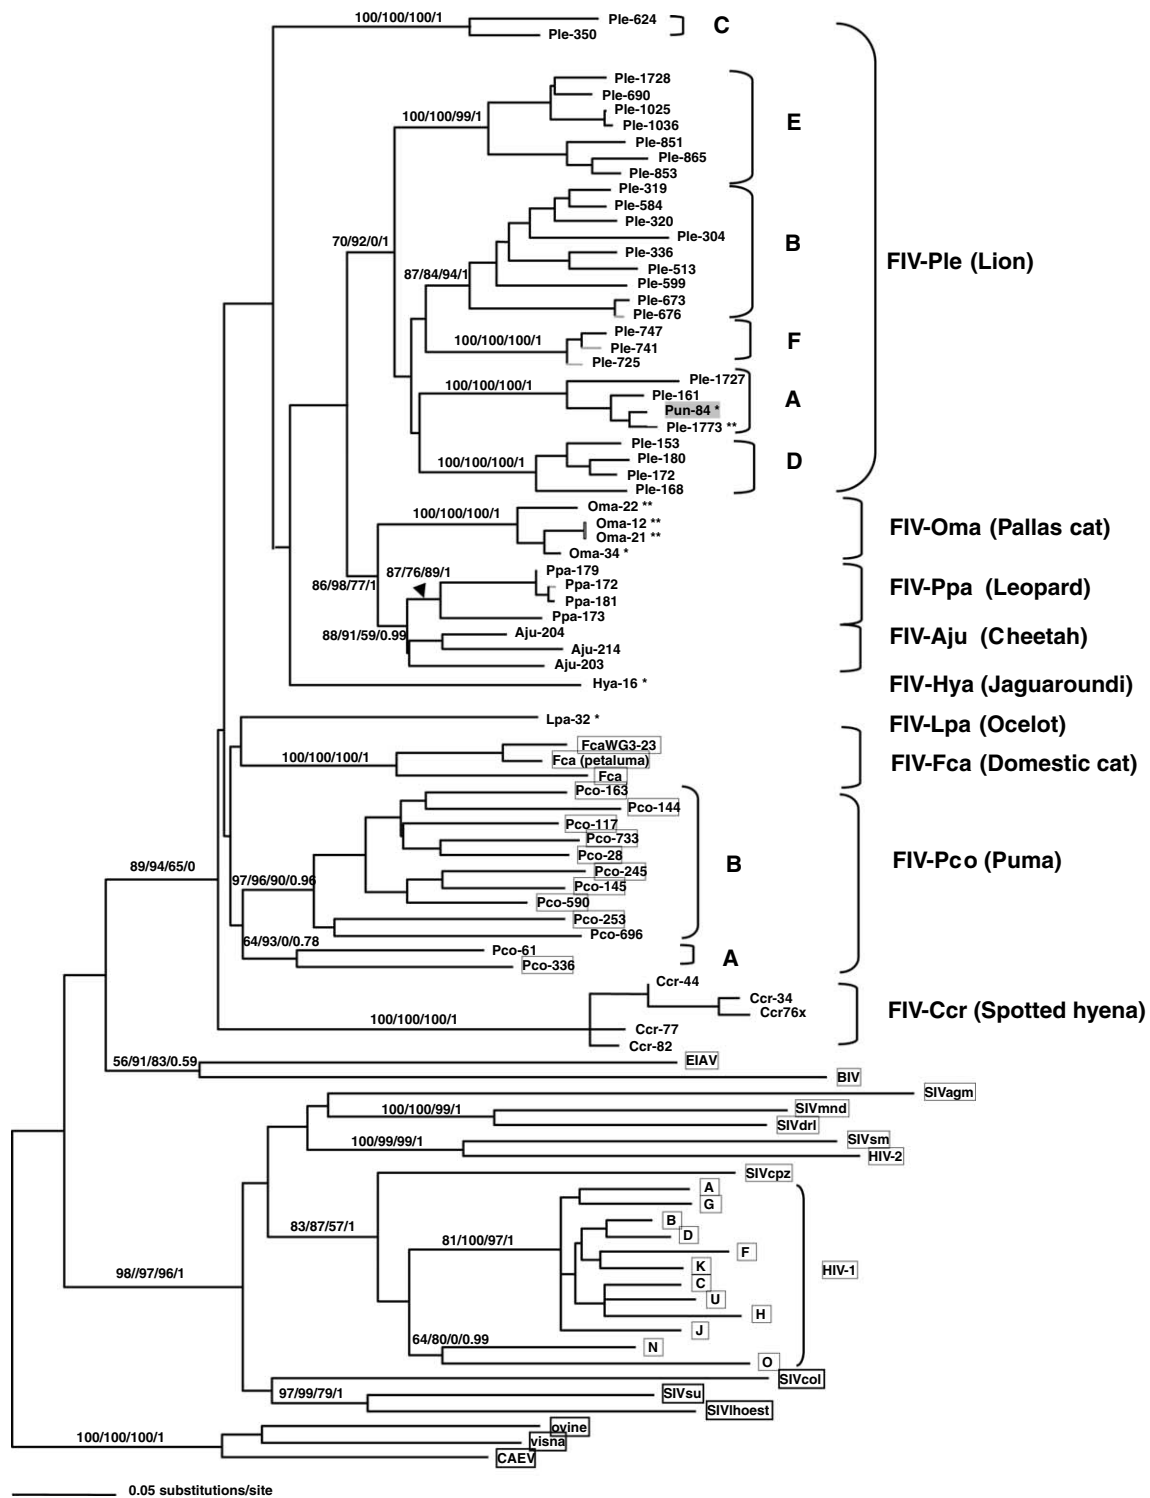 100/100/100/1
Ple-624
Ple-350
C
Ple-1728
Ple-690
Ple-1025
Ple-1036
100/100/99/1
E
Ple-851
Ple-865
Ple-853
Ple-319
Ple-584
Ple-320
Ple-304
70/92/0/1
B
Ple-336
Ple-513
87/84/94/1
Ple-599
Ple-673
Ple-676
FIV-Ple (Lion)
Ple-747
100/100/100/1
Ple-741
F
Ple-725
Ple-1727
100/100/100/1
Ple-161
A
Pun-84 *
Ple-1773 **
Ple-153
Ple-180
100/100/100/1
D
Ple-172
Ple-168
Oma-22 **
100/100/100/1
Oma-12 **
Oma-21 **
Oma-34 *
FIV-Oma (Pallas cat)
87/76/89/1
Ppa-179
86/98/77/1
Ppa-172
Ppa-181
Ppa-173
FIV-Ppa (Leopard)
88/91/59/0.99
Aju-204
Aju-214
Aju-203
FIV-Aju (Cheetah)
Hya-16 *
FIV-Hya (Jaguaroundi)
Lpa-32 *
FIV-Lpa (Ocelot)
100/100/100/1
FcaWG3-23
Fca (petaluma)
Fca
FIV-Fca (Domestic cat)
Pco-163
Pco-144
Pco-117
Pco-733
Pco-28
89/94/65/0
97/96/90/0.96
Pco-245
Pco-145
Pco-590
B
FIV-Pco (Puma)
Pco-253
Pco-696
64/93/0/0.78
Pco-61
Pco-336
A
Ccr-44
Ccr-34
Ccr76x
100/100/100/1
Ccr-77
Ccr-82
FIV-Ccr (Spotted hyena)
56/91/83/0.59
EIAV
BIV
SIVagm
100/100/99/1
SIVmnd
SIVdrl
100/99/99/1
SIVsm
HIV-2
SIVcpz
A
G
83/87/57/1
B
81/100/97/1
D
F
K
98//97/96/1
C
HIV-1
U
H
J
64/80/0/0.99
N
O
SIVcol
97/99/79/1
SIVsu
SIVlhoest
ovine
100/100/100/1
visna
CAEV
0.05 substitutions/site